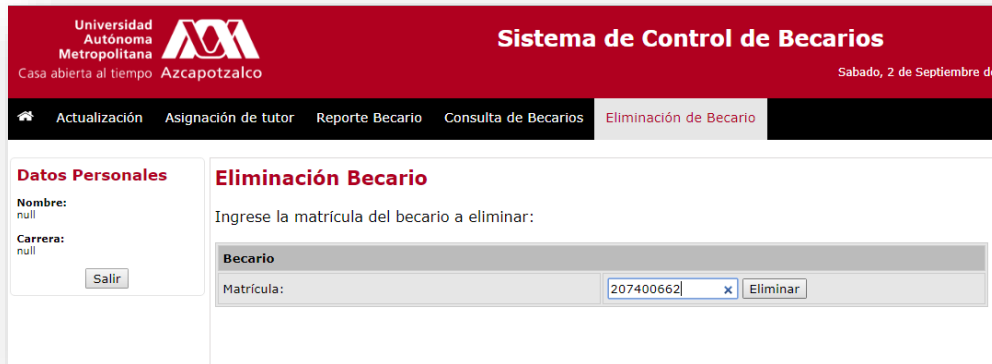 Universidad
Autónoma
Metropolitana
Casa abierta al tiempo Azcapotzalco
Sistema de Control de Becarios
Sabado, 2 de Septiembre d
Actualización Asignación de tutor Reporte Becario Consulta de Becarios Eliminación de Becario
Datos Personales
Nombre:
null
Carrera:
null
Salir
Eliminación Becario
Ingrese la matrícula del becario a eliminar:
Becario
Matrícula: 207400662 x Eliminar